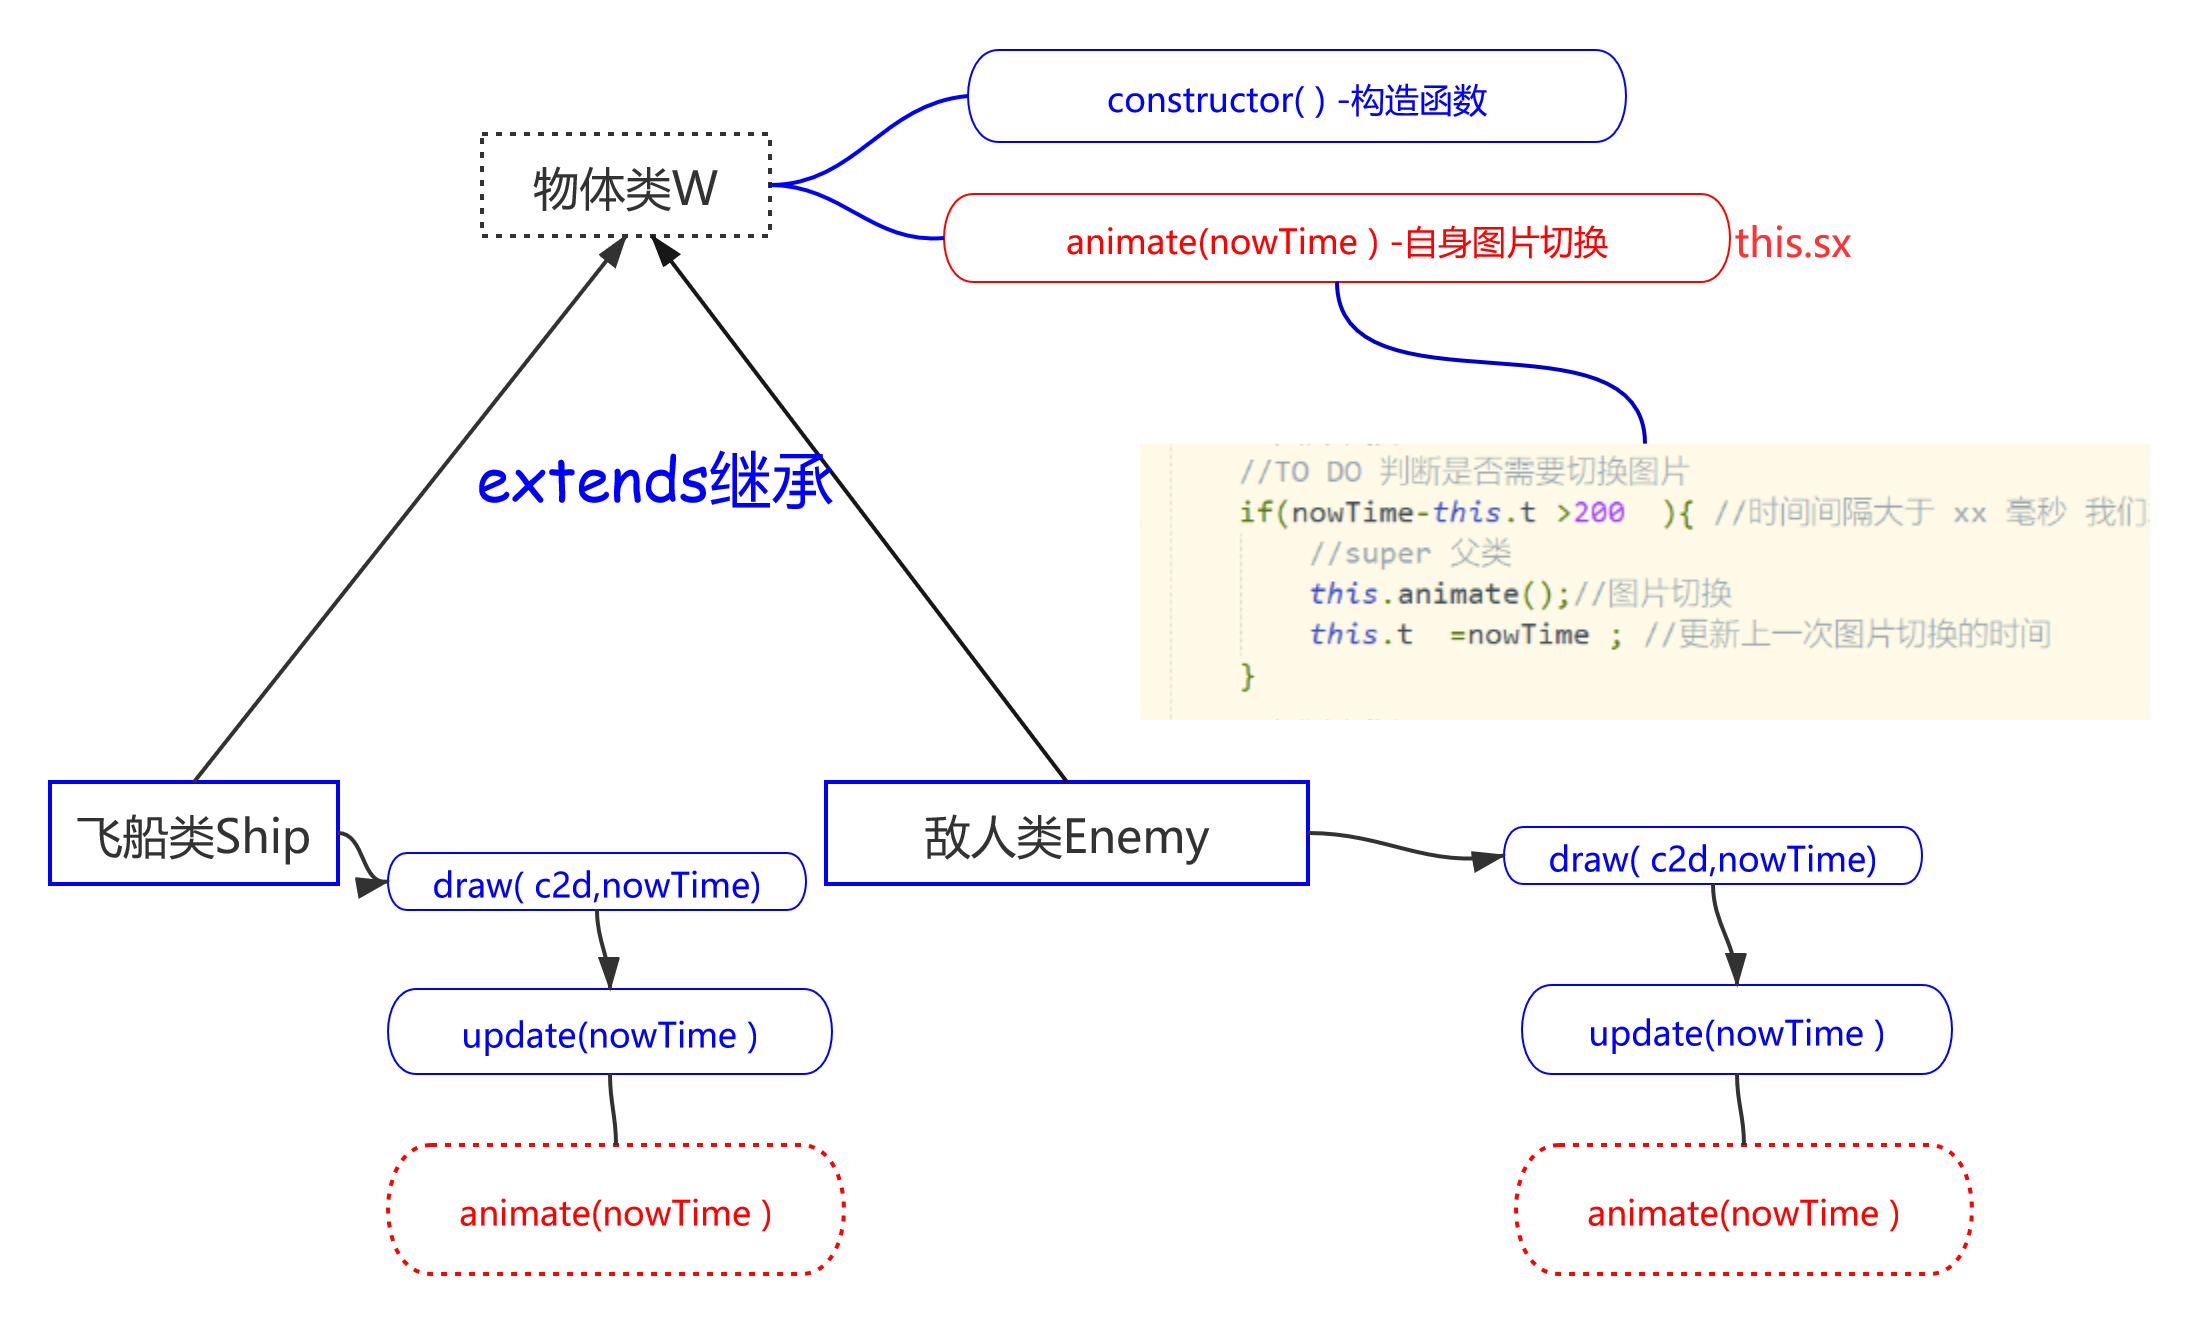 constructor( ) -构造函数
物体类W
animate(nowTime ) -自身图片切换
this.sx
extends继承
//TO DO 判断是否需要切换图片
if(nowTime-this.t >200  ){ //时间间隔大于 xx 毫秒 我们
//super 父类
this.animate();//图片切换
this.t  =nowTime ; //更新上一次图片切换的时间
}
飞船类Ship
敌人类Enemy
draw( c2d,nowTime)
draw( c2d,nowTime)
update(nowTime )
update(nowTime )
animate(nowTime )
animate(nowTime )